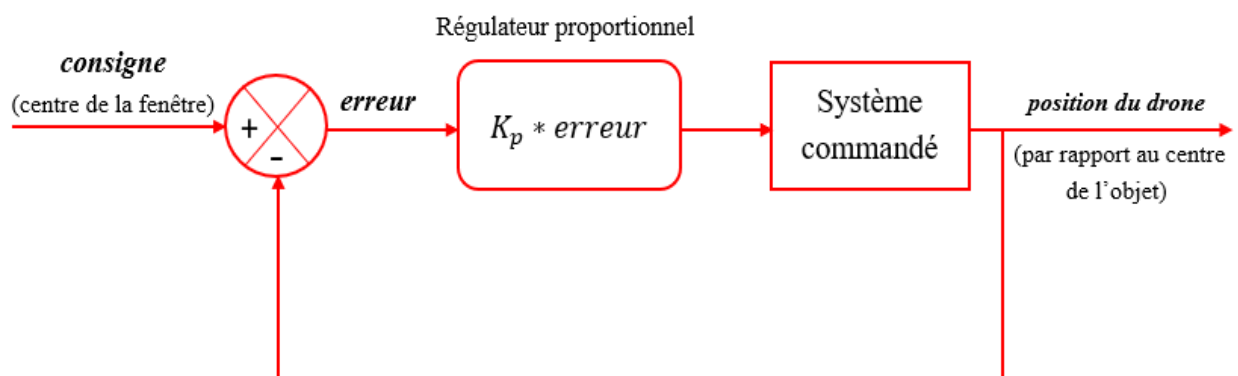 Régulateur proportionnel
consigne
(centre de la fenêtre)
+
-
erreur
K_p * erreur
Système
commandé
position du drone
(par rapport au centre
de l'objet)